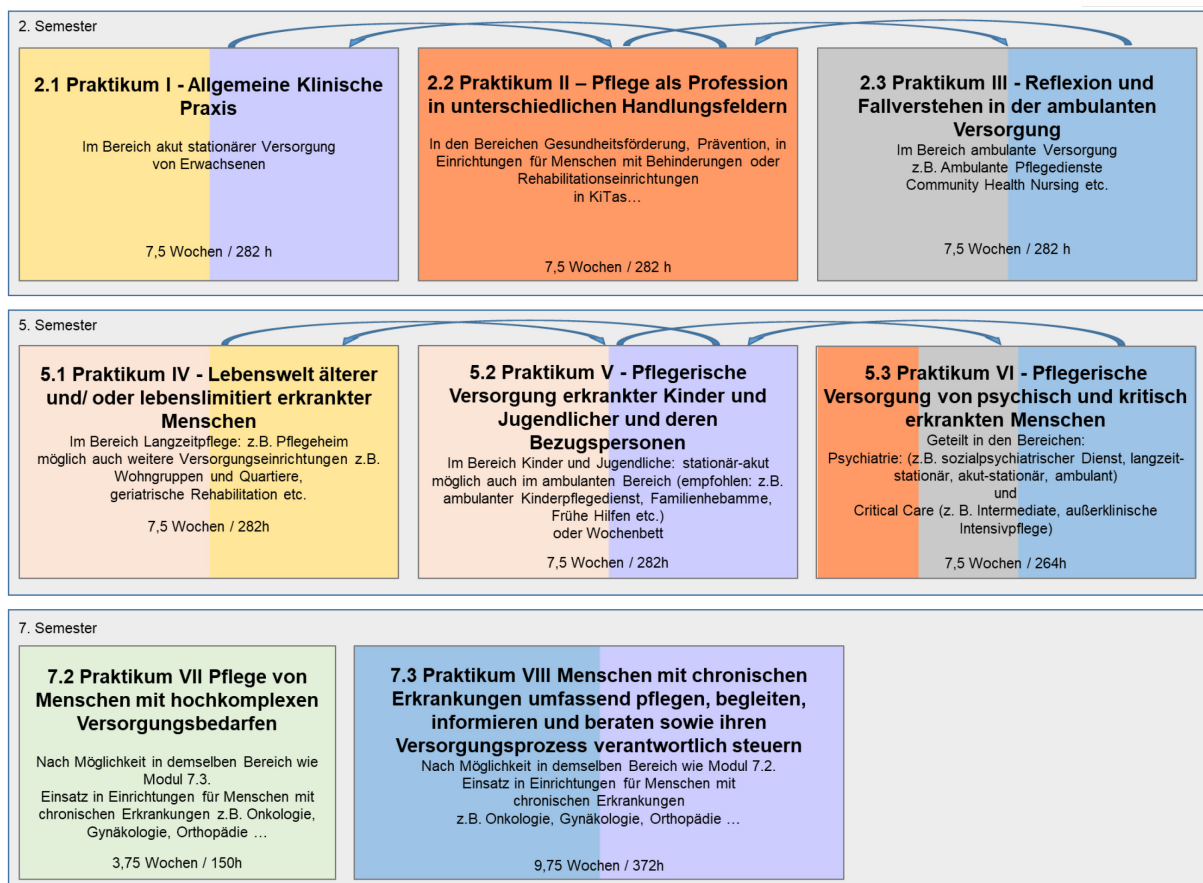 2. Semester
2.1 Praktikum I - Allgemeine Klinische
Praxis
Im Bereich akut stationärer Versorgung
von Erwachsenen
7,5 Wochen / 282 h
2.2 Praktikum II – Pflege als Profession
in unterschiedlichen Handlungsfeldern
In den Bereichen Gesundheitsförderung, Prävention, in
Einrichtungen für Menschen mit Behinderungen oder
Rehabilitationseinrichtungen
in KiTas…
7,5 Wochen / 282 h
2.3 Praktikum III - Reflexion und
Fallverstehen in der ambulanten
Versorgung
Im Bereich ambulante Versorgung
z.B. Ambulante Pflegedienste
Community Health Nursing etc.
7,5 Wochen / 282 h
5. Semester
5.1 Praktikum IV - Lebenswelt älterer
und/ oder lebenslimitiert erkrankter
Menschen
Im Bereich Langzeitpflege: z.B. Pflegeheim
möglich auch weitere Versorgungseinrichtungen z.B.
Wohngruppen und Quartiere,
geriatrische Rehabilitation etc.
7,5 Wochen / 282h
5.2 Praktikum V - Pflegerische
Versorgung erkrankter Kinder und
Jugendlicher und deren
Bezugspersonen
Im Bereich Kinder und Jugendliche: stationär-akut
möglich auch im ambulanten Bereich (empfohlen: z.B.
ambulanter Kinderpflegedienst, Familienhebamme,
Frühe Hilfen etc.)
oder Wochenbett
7,5 Wochen / 282h
5.3 Praktikum VI - Pflegerische
Versorgung von psychisch und kritisch
erkrankten Menschen
Geteilt in den Bereichen:
Psychiatrie: (z.B. sozialpsychiatrischer Dienst, langzeit-
stationär, akut-stationär, ambulant)
und
Critical Care (z. B. Intermediate, außerklinische
Intensivpflege)
7,5 Wochen / 264h
7. Semester
7.2 Praktikum VII Pflege von
Menschen mit hochkomplexen
Versorgungsbedarfen
Nach Möglichkeit in demselben Bereich wie
Modul 7.3.
Einsatz in Einrichtungen für Menschen mit
chronischen Erkrankungen z.B. Onkologie,
Gynäkologie, Orthopädie …
3,75 Wochen / 150h
7.3 Praktikum VIII Menschen mit chronischen
Erkrankungen umfassend pflegen, begleiten,
informieren und beraten sowie ihren
Versorgungsprozess verantwortlich steuern
Nach Möglichkeit in demselben Bereich wie Modul 7.2.
Einsatz in Einrichtungen für Menschen mit
chronischen Erkrankungen
z.B. Onkologie, Gynäkologie, Orthopädie …
9,75 Wochen / 372h